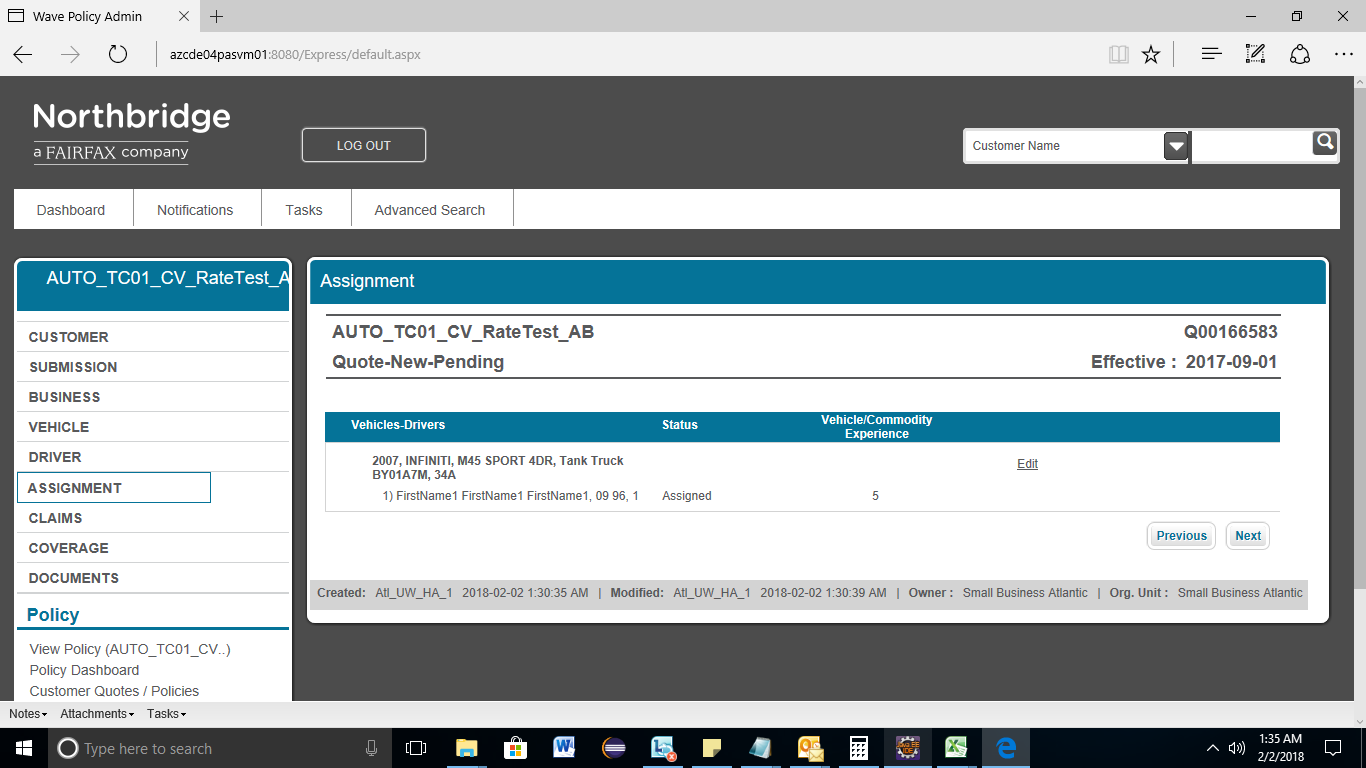 Wave Policy Admin
azcde04pasvm01:8080/Express/default.aspx
Northbridge
a FAIRFAX company
LOG OUT
Customer Name
Dashboard
Notifications
Tasks
Advanced Search
AUTO_TC01_CV_RateTest_A
CUSTOMER
SUBMISSION
BUSINESS
VEHICLE
DRIVER
ASSIGNMENT
CLAIMS
COVERAGE
DOCUMENTS
Policy
View Policy (AUTO_TC01_CV..)
Policy Dashboard
Customer Quotes / Policies
Assignment
AUTO_TC01_CV_RateTest_AB Q00166583
Quote-New-Pending Effective : 2017-09-01
Vehicles-Drivers Status Vehicle/Commodity
Experience
2007, INFINITI, M45 SPORT 4DR, Tank Truck
BY01A7M, 34A
Edit
1) FirstName1 FirstName1 FirstName1, 09 96, 1 Assigned 5
Previous Next
Created: Atl_UW_HA_1 2018-02-02 1:30:35 AM | Modified: Atl_UW_HA_1 2018-02-02 1:30:39 AM | Owner : Small Business Atlantic | Org. Unit : Small Business Atlantic
Notes Attachments Tasks
Type here to search
1:35 AM
2/2/2018